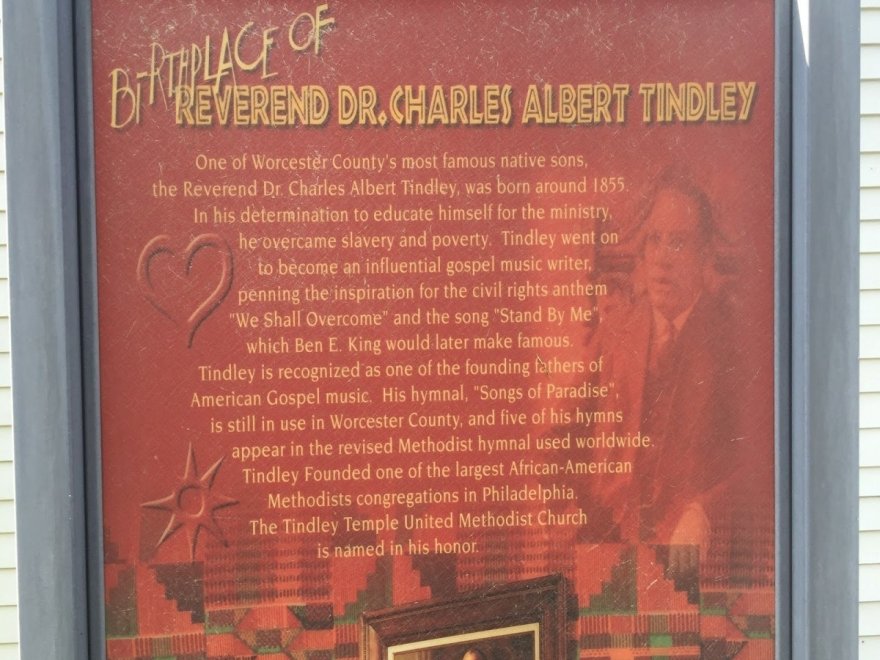 BIRTHPLACE OF
REVEREND DR. CHARLES ALBERT TINDLEY
One of Worcester County's most famous native sons,
the Reverend Dr. Charles Albert Tindley, was born around 1855.
In his determination to educate himself for the ministry,
he overcame slavery and poverty. Tindley went on
to become an influential gospel music writer,
penning the inspiration for the civil rights anthem
"We Shall Overcome" and the song "Stand By Me",
which Ben E. King would later make famous.
Tindley is recognized as one of the founding fathers of
American Gospel music. His hymnal, "Songs of Paradise",
is still in use in Worcester County, and five of his hymns
appear in the revised Methodist hymnal used worldwide.
Tindley Founded one of the largest African-American
Methodists congregations in Philadelphia.
The Tindley Temple United Methodist Church
is named in his honor.